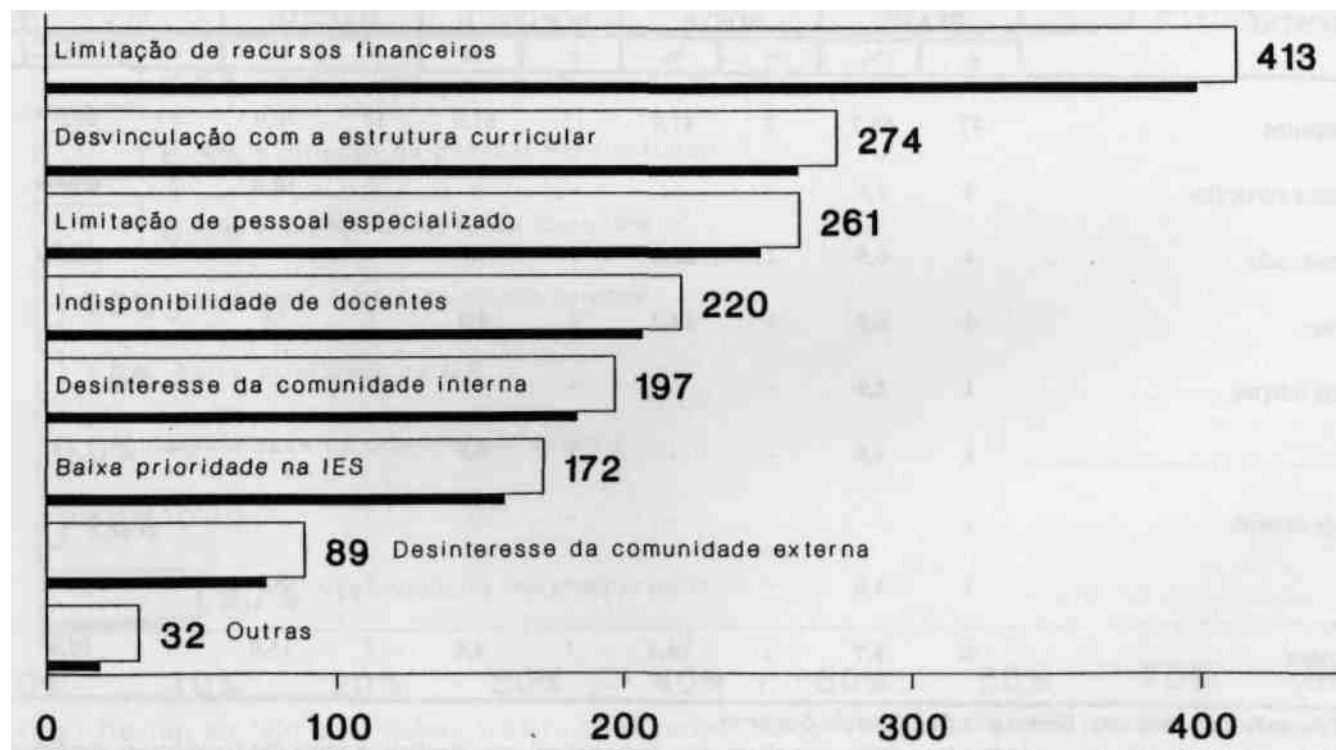 Limitação de recursos financeiros 413
Desvinculação com a estrutura curricular 274
Limitação de pessoal especializado 261
Indisponibilidade de docentes 220
Desinteresse da comunidade interna 197
Baixa prioridade na IES 172
89 Desinteresse da comunidade externa
32 Outras
0 100 200 300 400